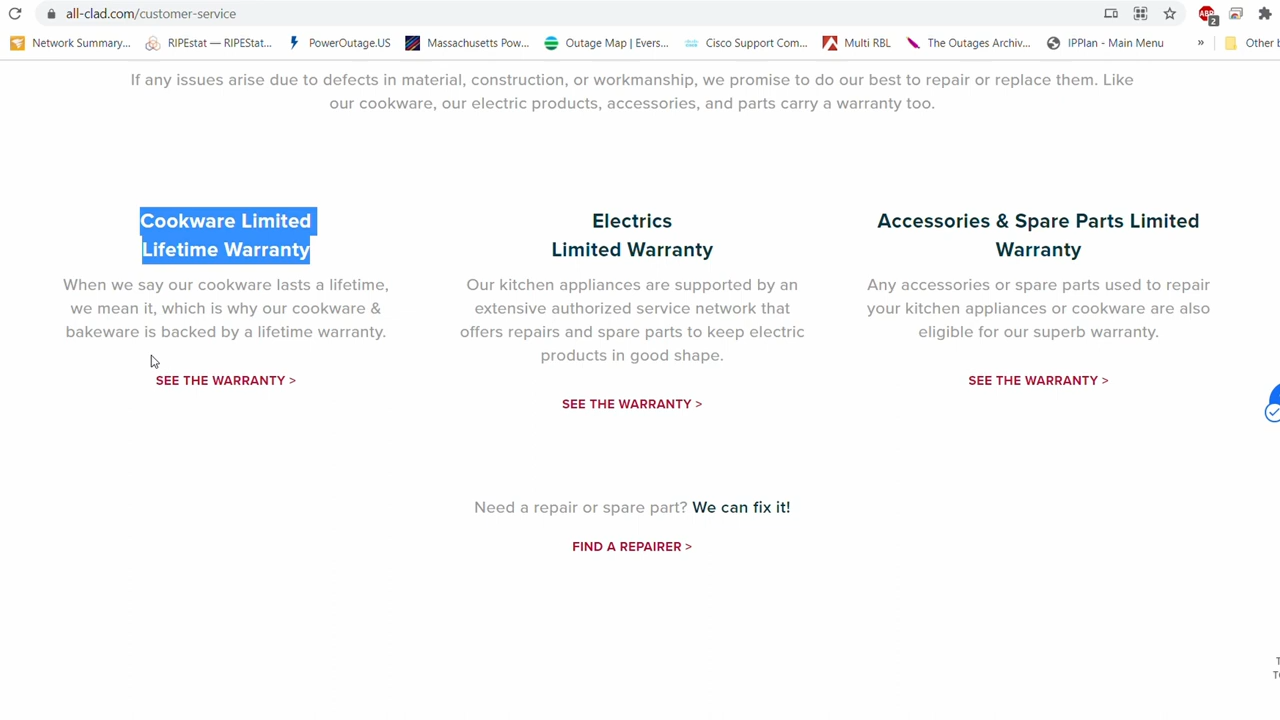 all-clad.com/customer-service
ABP
2
Network Summary...
RIPEstat — RIPEStat...
PowerOutage.US
Massachusetts Pow...
Outage Map | Evers...
Cisco Support Com...
Multi RBL
The Outages Archiv...
IPPlan - Main Menu
»
Other b
If any issues arise due to defects in material, construction, or workmanship, we promise to do our best to repair or replace them. Like
our cookware, our electric products, accessories, and parts carry a warranty too.
Cookware Limited
Lifetime Warranty
When we say our cookware lasts a lifetime,
we mean it, which is why our cookware &
bakeware is backed by a lifetime warranty.
SEE THE WARRANTY >
Electrics
Limited Warranty
Our kitchen appliances are supported by an
extensive authorized service network that
offers repairs and spare parts to keep electric
products in good shape.
SEE THE WARRANTY >
Accessories & Spare Parts Limited
Warranty
Any accessories or spare parts used to repair
your kitchen appliances or cookware are also
eligible for our superb warranty.
SEE THE WARRANTY >
Need a repair or spare part? We can fix it!
FIND A REPAIRER >